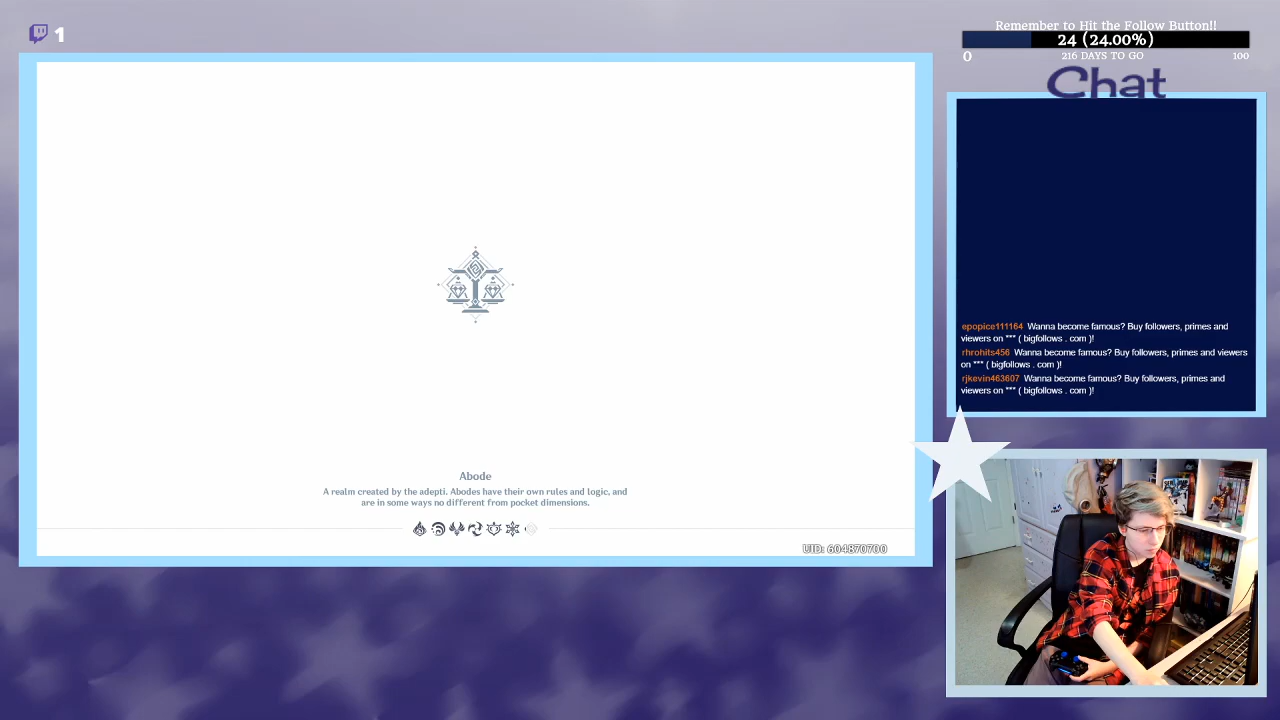 1
Remember to Hit the Follow Button!!
24 (24.00%)
0
216 DAYS TO GO
100
Chat
epopice111164 Wanna become famous? Buy followers, primes and
viewers on *** ( bigfollows . com )!
rhrohits456 Wanna become famous? Buy followers, primes and viewers
on *** ( bigfollows . com )!
rjkevin463607 Wanna become famous? Buy followers, primes and
viewers on *** ( bigfollows . com )!
Abode
A realm created by the adepti. Abodes have their own rules and logic, and
are in some ways no different from pocket dimensions.
UID: 604870700